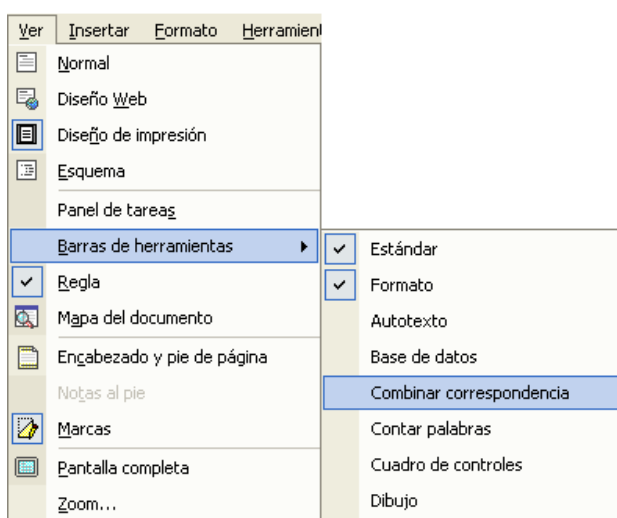 Ver Insertar Formato Herramien
Normal
Diseño Web
Diseño de impresión
Esquema
Panel de tareas
Barras de herramientas
Regla
Mapa del documento
Encabezado y pie de página
Notas al pie
Marcas
Pantalla completa
Zoom...
Estándar
Formato
Autotexto
Base de datos
Combinar correspondencia
Contar palabras
Cuadro de controles
Dibujo